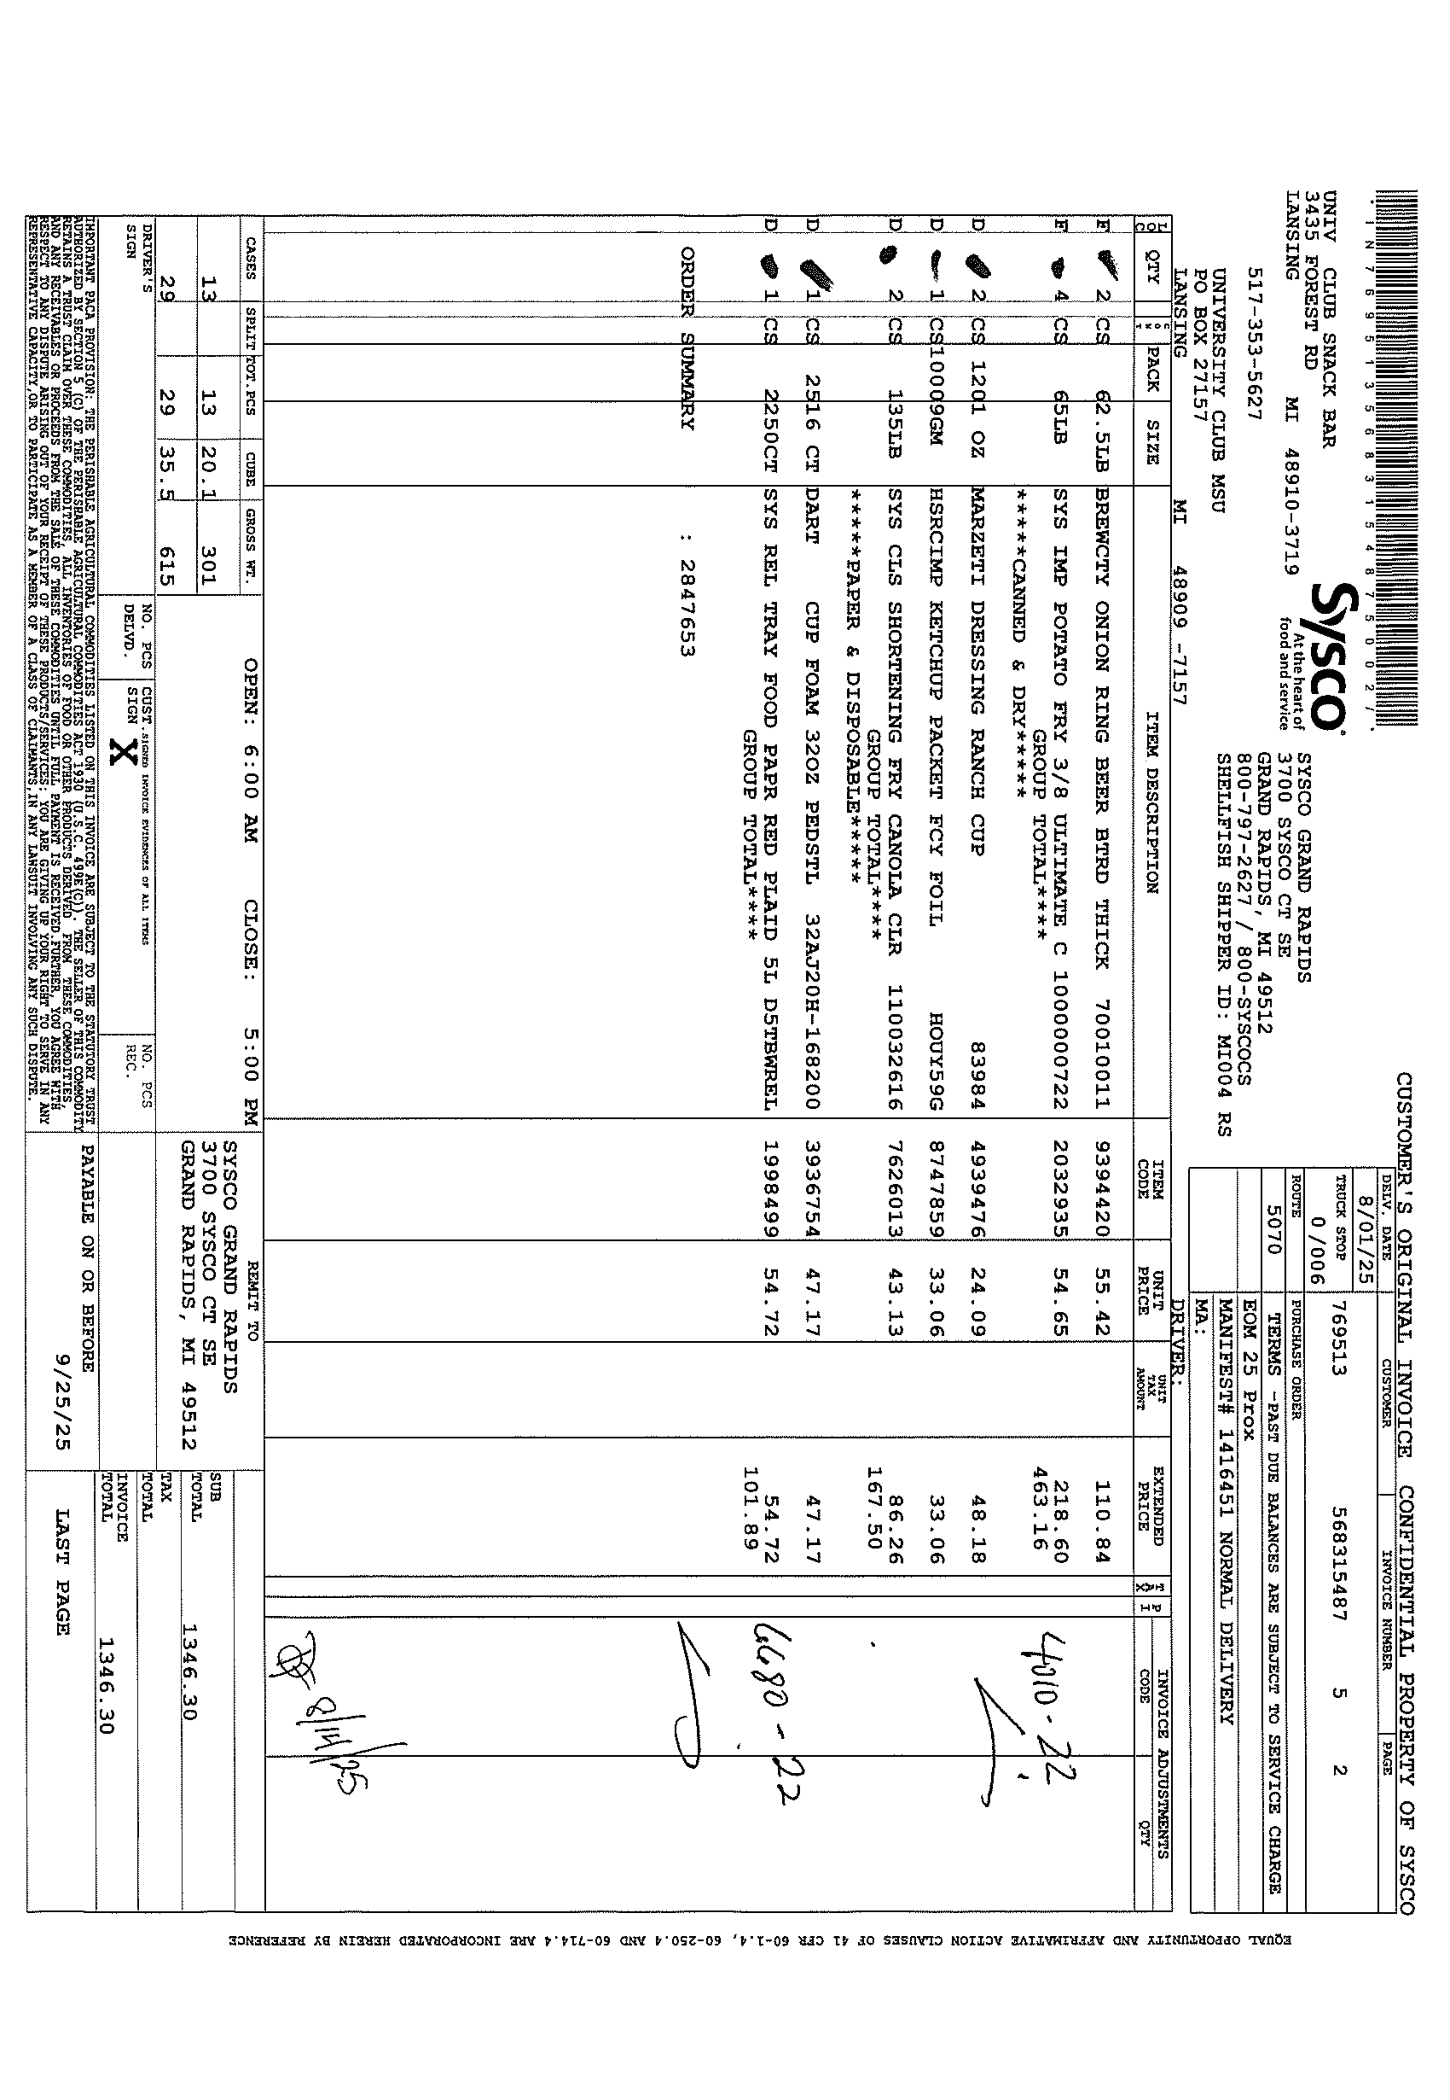 CUSTOMER'S ORIGINAL INVOICE CONFIDENTIAL PROPERTY OF SYSCO
* I N 7 6 9 5 1 3 5 6 8 3 1 5 4 8 7 5 0 0 2 / *
UNIV CLUB SNACK BAR
3435 FOREST RD
LANSING MI 48910-3719
517-353-5627
UNIVERSITY CLUB MSU
PO BOX 27157
LANSING MI 48909 -7157
Sysco
At the heart of
food and service
SYSCO GRAND RAPIDS
3700 SYSCO CT SE
GRAND RAPIDS, MI 49512
800-797-2627 / 800-SYSCOCS
SHELLFISH SHIPPER ID: MI004 RS
DELV. DATE CUSTOMER INVOICE NUMBER PAGE
8/01/25 769513 568315487 5 2
TRUCK STOP
0 /006
ROUTE PURCHASE ORDER
5070 TERMS -PAST DUE BALANCES ARE SUBJECT TO SERVICE CHARGE
EOM 25 Prox
MANIFEST# 1416451 NORMAL DELIVERY
MA:
DRIVER:
LOC QTY PACK SIZE ITEM DESCRIPTION ITEM CODE UNIT PRICE UNIT TAX AMOUNT EXTENDED PRICE TAX PI INVOICE ADJUSTMENTS CODE QTY
F 2 CS 62.5LB BREWCTY ONION RING BEER BTRD THICK 70010011 9394420 55.42 110.84
F 4 CS 65LB SYS IMP POTATO FRY 3/8 ULTIMATE C 1000000722 2032935 54.65 218.60
GROUP TOTAL**** 463.16
*****CANNED & DRY*****
4010-22
D 2 CS 1201 OZ MARZETI DRESSING RANCH CUP 83984 4939476 24.09 48.18
D 1 CS 10009GM HSRCIMP KETCHUP PACKET FCY FOIL HOUY59G 8747859 33.06 33.06
D 2 CS 135LB SYS CLS SHORTENING FRY CANOLA CLR 110032616 7626013 43.13 86.26
GROUP TOTAL**** 167.50
*****PAPER & DISPOSABLE*****
D 1 CS 2516 CT DART CUP FOAM 32OZ PEDSTL 32AJ20H-168200 3936754 47.17 47.17
D 1 CS 2250CT SYS REL TRAY FOOD PAPR RED PLAID 5L D5TBWREL 1998499 54.72 54.72
GROUP TOTAL**** 101.89
6680-22
ORDER SUMMARY : 2847653
8/14/25
CASES SPLIT TOT.PCS CUBE GROSS WT.
13 13 20.1 301
29 29 35.5 615
OPEN: 6:00 AM CLOSE: 5:00 PM
REMIT TO
SYSCO GRAND RAPIDS
3700 SYSCO CT SE
GRAND RAPIDS, MI 49512
SUB TOTAL 1346.30
TAX TOTAL
INVOICE TOTAL 1346.30
DRIVER'S SIGN
NO. PCS DELVD.
CUST. SIGNED INVOICE EVIDENCES OF ALL ITEMS
SIGN X
NO. PCS REC.
PAYABLE ON OR BEFORE
9/25/25
LAST PAGE
IMPORTANT PACA PROVISION: THE PERISHABLE AGRICULTURAL COMMODITIES LISTED ON THIS INVOICE ARE SUBJECT TO THE STATUTORY TRUST
AUTHORIZED BY SECTION 5 (C) OF THE PERISHABLE AGRICULTURAL COMMODITIES ACT 1930 (U.S.C. 499E(C)). THE SELLER OF THIS COMMODITY
RETAINS A TRUST CLAIM OVER THESE COMMODITIES, ALL INVENTORIES OF FOOD OR OTHER PRODUCTS DERIVED FROM THESE COMMODITIES,
AND ANY RECEIVABLES OR PROCEEDS FROM THE SALE OF THESE COMMODITIES UNTIL FULL PAYMENT IS RECEIVED.FURTHER, YOU AGREE WITH
RESPECT TO ANY DISPUTE ARISING OUT OF YOUR RECEIPT OF THESE PRODUCTS/SERVICES; YOU ARE GIVING UP YOUR RIGHT TO SERVE IN ANY
REPRESENTATIVE CAPACITY,OR TO PARTICIPATE AS A MEMBER OF A CLASS OF CLAIMANTS,IN ANY LAWSUIT INVOLVING ANY SUCH DISPUTE.
EQUAL OPPORTUNITY AND AFFIRMATIVE ACTION CLAUSES OF 41 CFR 60-1.4, 60-250.4 AND 60-714.4 ARE INCORPORATED HEREIN BY REFERENCE